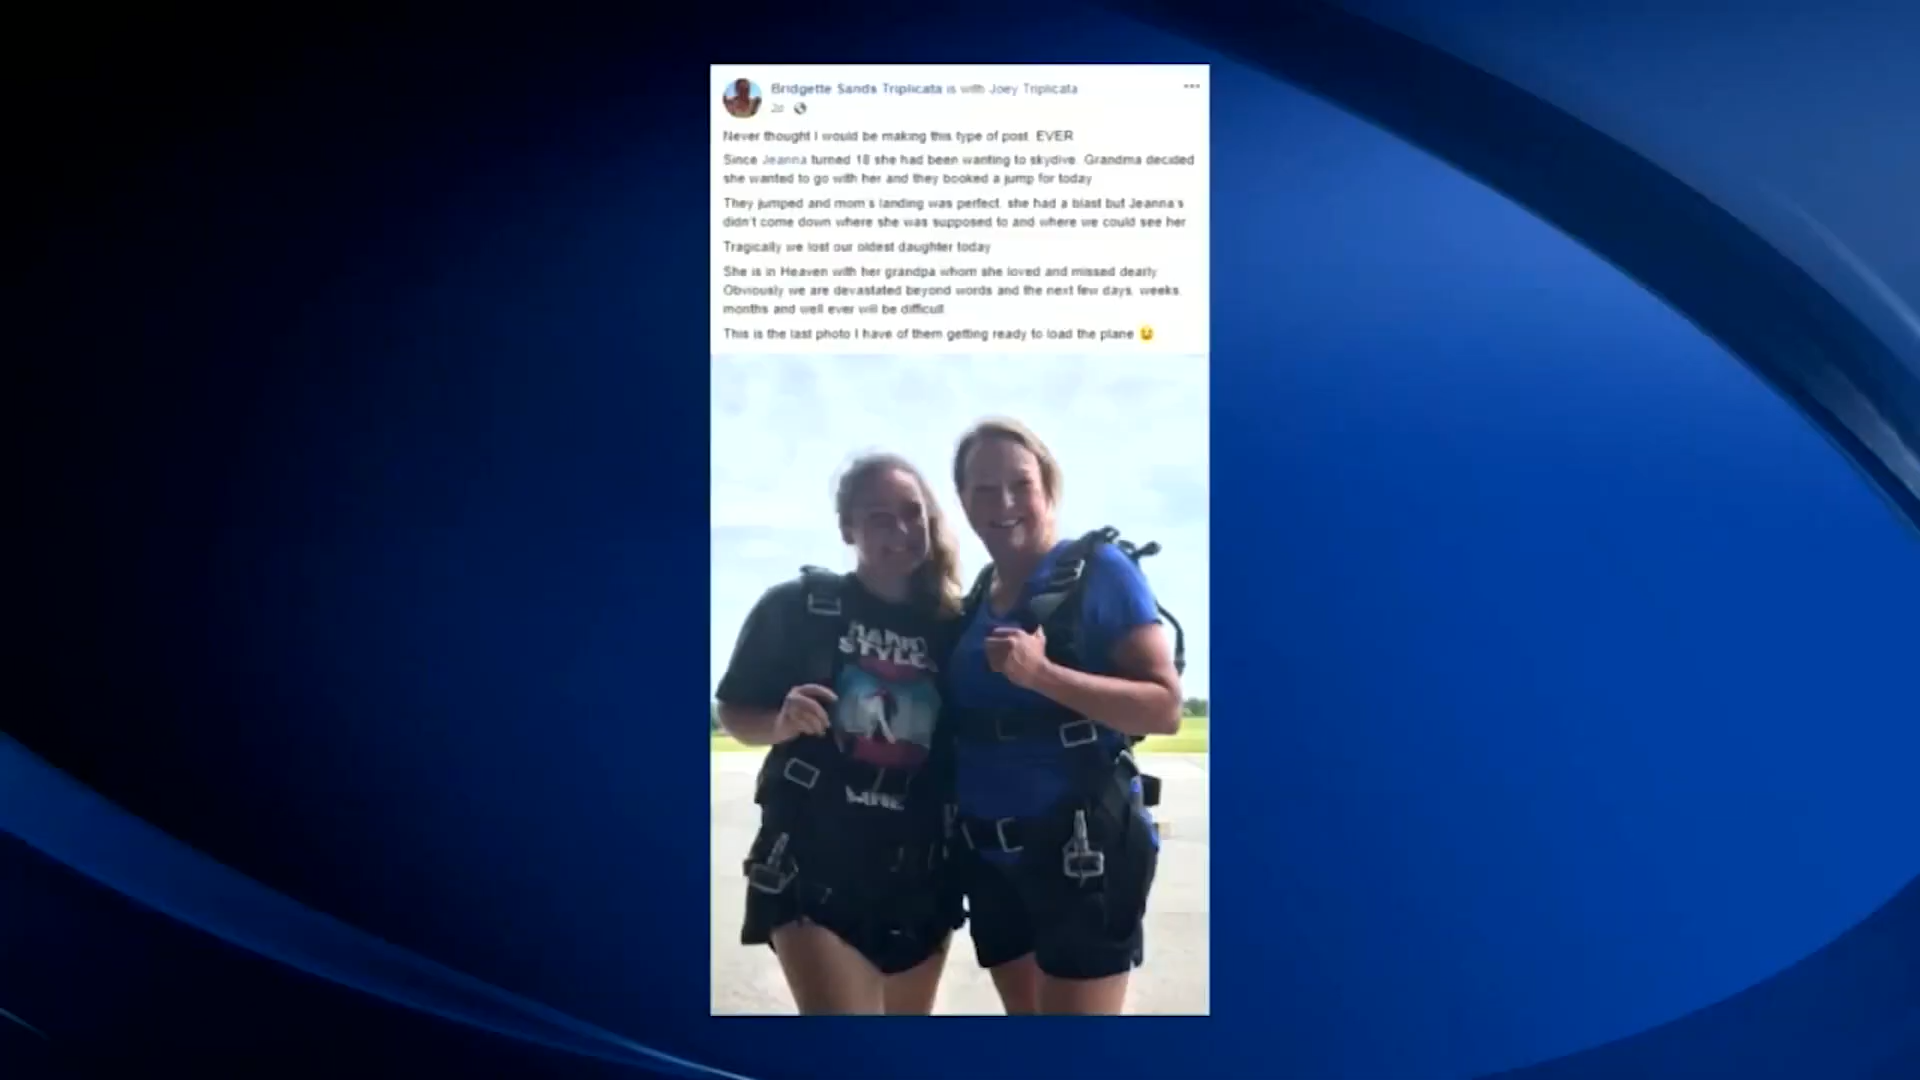 Bridgette Sands Triplicata is with Joey Triplicata
Never thought I would be making this type of post. EVER
Since Jeanna turned 18 she had been wanting to skydive. Grandma decided
she wanted to go with her and they booked a jump for today
They jumped and mom's landing was perfect, she had a blast but Jeanna's
didn't come down where she was supposed to and where we could see her
Tragically we lost our oldest daughter today
She is in Heaven with her grandpa whom she loved and missed dearly.
Obviously we are devastated beyond words and the next few days, weeks,
months and well ever will be difficult
This is the last photo I have of them getting ready to load the plane
HARRY
STYLES